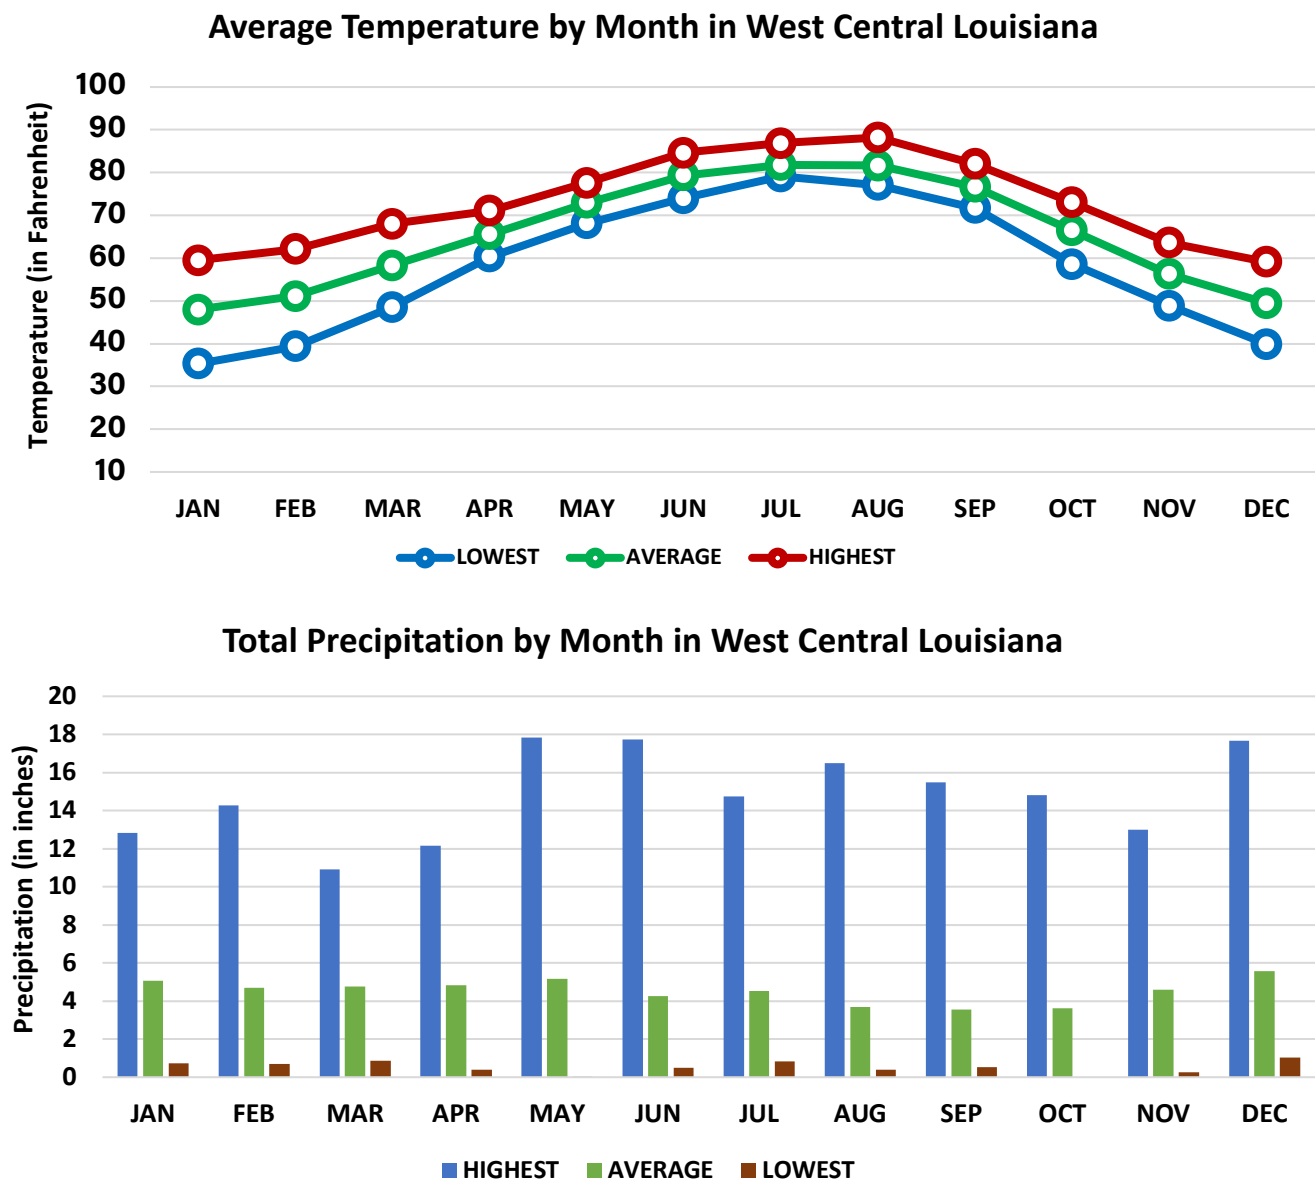 Average Temperature by Month in West Central Louisiana
Temperature (in Fahrenheit)
100
90
80
70
60
50
40
30
20
10
JAN FEB MAR APR MAY JUN JUL AUG SEP OCT NOV DEC
LOWEST AVERAGE HIGHEST
Total Precipitation by Month in West Central Louisiana
Precipitation (in inches)
20
18
16
14
12
10
8
6
4
2
0
JAN FEB MAR APR MAY JUN JUL AUG SEP OCT NOV DEC
HIGHEST AVERAGE LOWEST